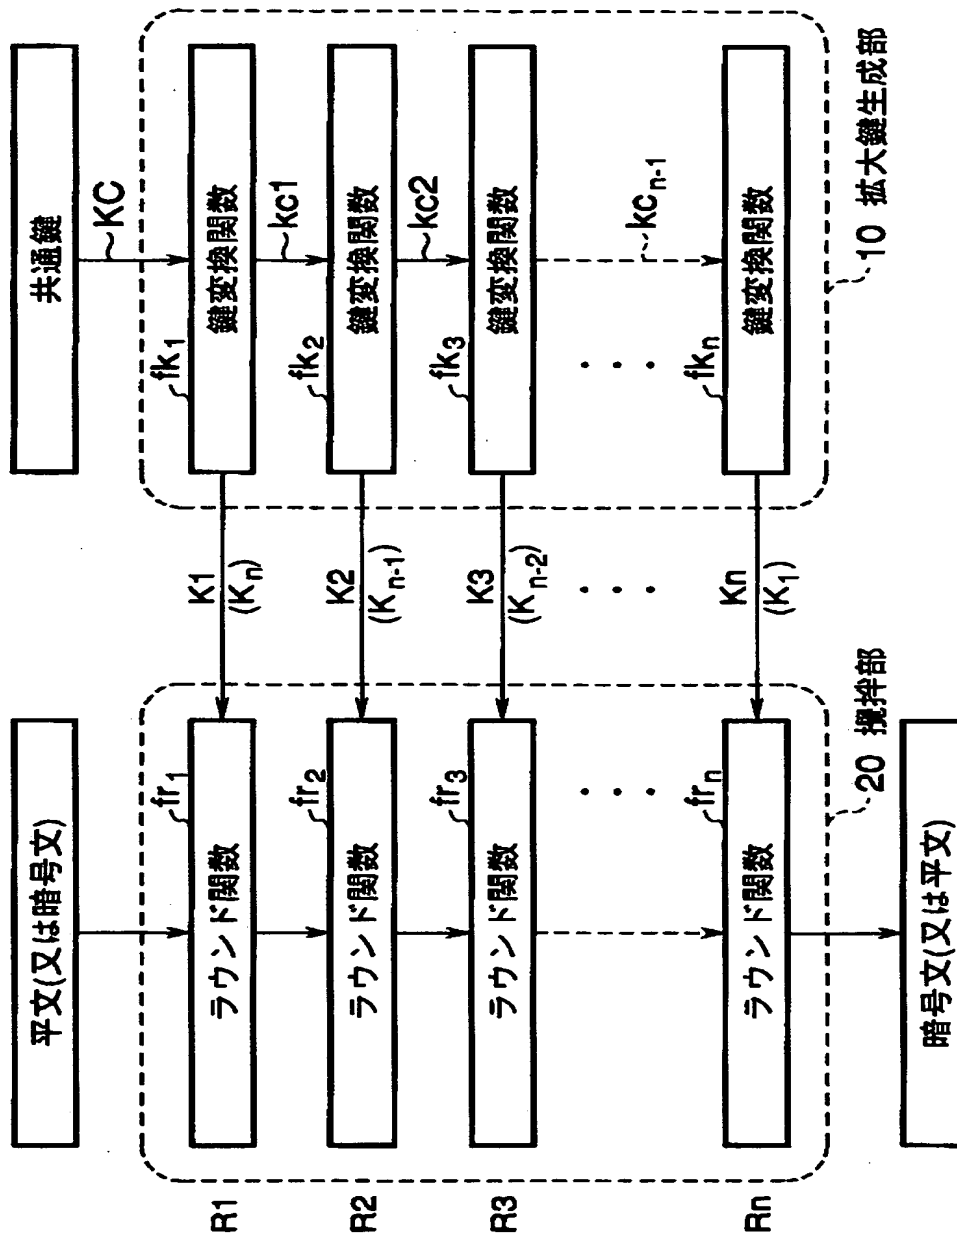 共通鍵
KC
fk1
鍵変換関数
kc1
fk2
鍵変換関数
kc2
fk3
鍵変換関数
kcn-1
. . .
fkn
鍵変換関数
10 拡大鍵生成部
K1
(Kn)
K2
(Kn-1)
K3
(Kn-2)
. . .
Kn
(K1)
平文(又は暗号文)
R1
fr1
ラウンド関数
R2
fr2
ラウンド関数
R3
fr3
ラウンド関数
. . .
Rn
frn
ラウンド関数
20 攪拌部
暗号文(又は平文)